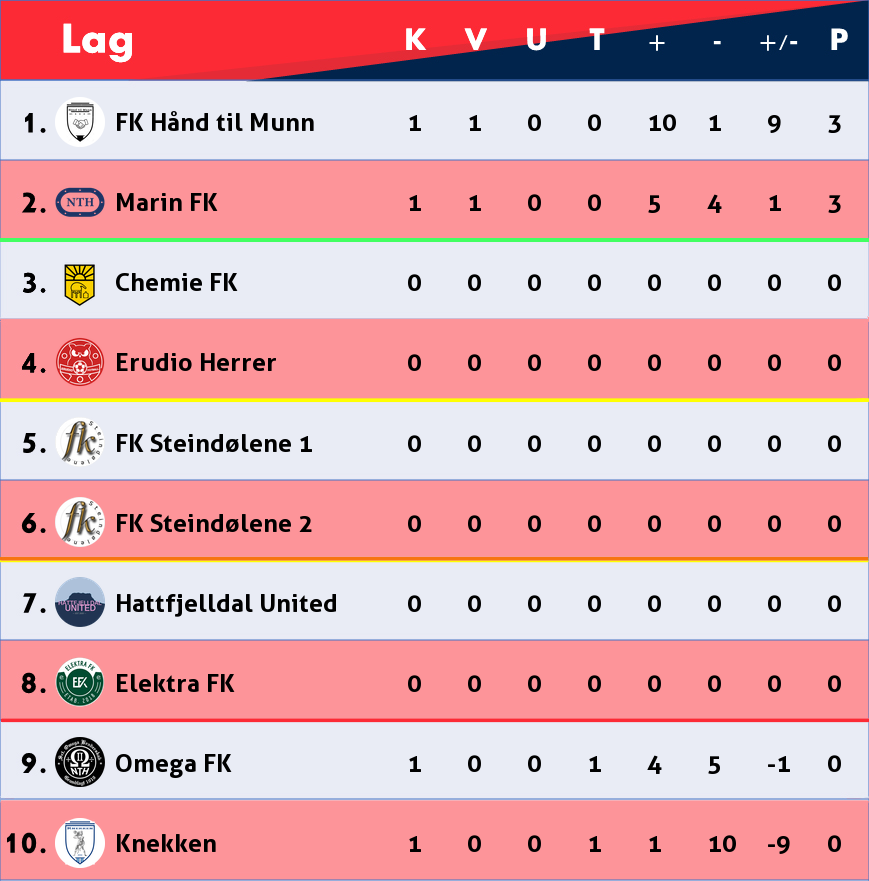 Lag K V U T + - +/- P
1. FK Hånd til Munn 1 1 0 0 10 1 9 3
2. NTH Marin FK 1 1 0 0 5 4 1 3
3. Chemie FK 0 0 0 0 0 0 0 0
4. Erudio Herrer 0 0 0 0 0 0 0 0
5. fk Steindølene FK Steindølene 1 0 0 0 0 0 0 0 0
6. fk Steindølene FK Steindølene 2 0 0 0 0 0 0 0 0
7. HATTFJELLDAL UNITED Hattfjelldal United 0 0 0 0 0 0 0 0
8. ELEKTRA FK EFK Elektra FK 0 0 0 0 0 0 0 0
9. NTH Omega FK 1 0 0 1 4 5 -1 0
10. KNEKKEN Knekken 1 0 0 1 1 10 -9 0